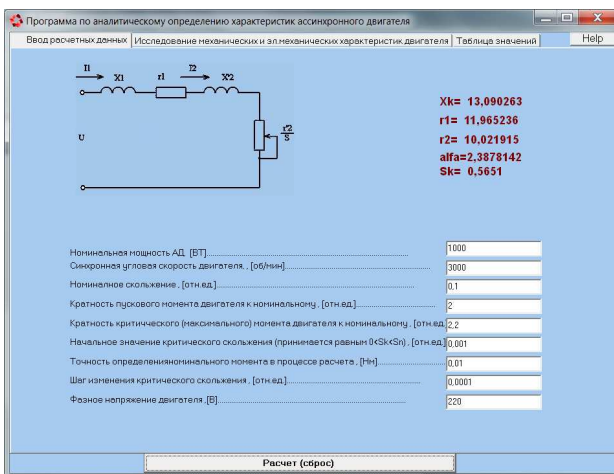 Программа по аналитическому определению характеристик ассинхронного двигателя
Ввод расчетных данных Исследование механических и эл.механических характеристик двигателя Таблица значений Help
I1 X1 r1 I2 X'2
Xk= 13,090263
r1= 11,965236
U r'2
S
r2= 10,021915
alfa=2,3878142
Sk= 0,5651
Номинальная мощность АД, [ВТ] 1000
Синхронная угловая скорость двигателя, , [об/мин] 3000
Номиналное скольжение , [отн.ед.] 0,1
Кратность пускового момента двигателя к номинальному , [отн.ед.] 2
Кратность критичческого (максимального) момента двигателя к номинальному , [отн.ед.] 2,2
Начальное значение критического скольжения (принимается равным 0<Sk<Sn) , [отн.ед.] 0,001
Точность определенияноминального момента в процессе расчета , [Нм] 0,01
Шаг изменения критического скольжения , [отн.ед.] 0,0001
Фазное напряжение двигателя ,[В] 220
Расчет (сброс)